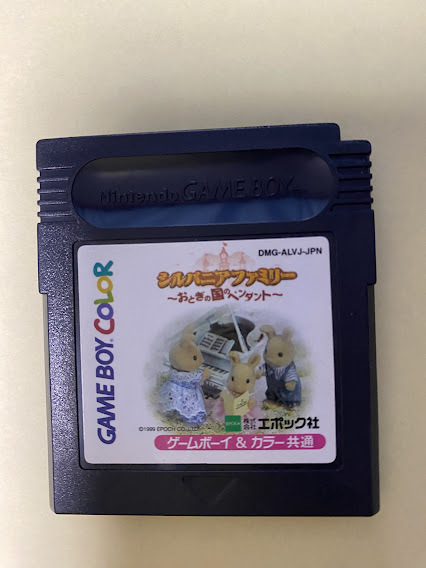 Nintendo GAME BOY
DMG-ALVJ-JPN
シルバニアファミリー
~おとぎの国のペンダント~
GAME BOY COLOR
©1999 EPOCH CO.,LTD.
EPOCH 株式会社 エポック社
ゲームボーイ & カラー共通